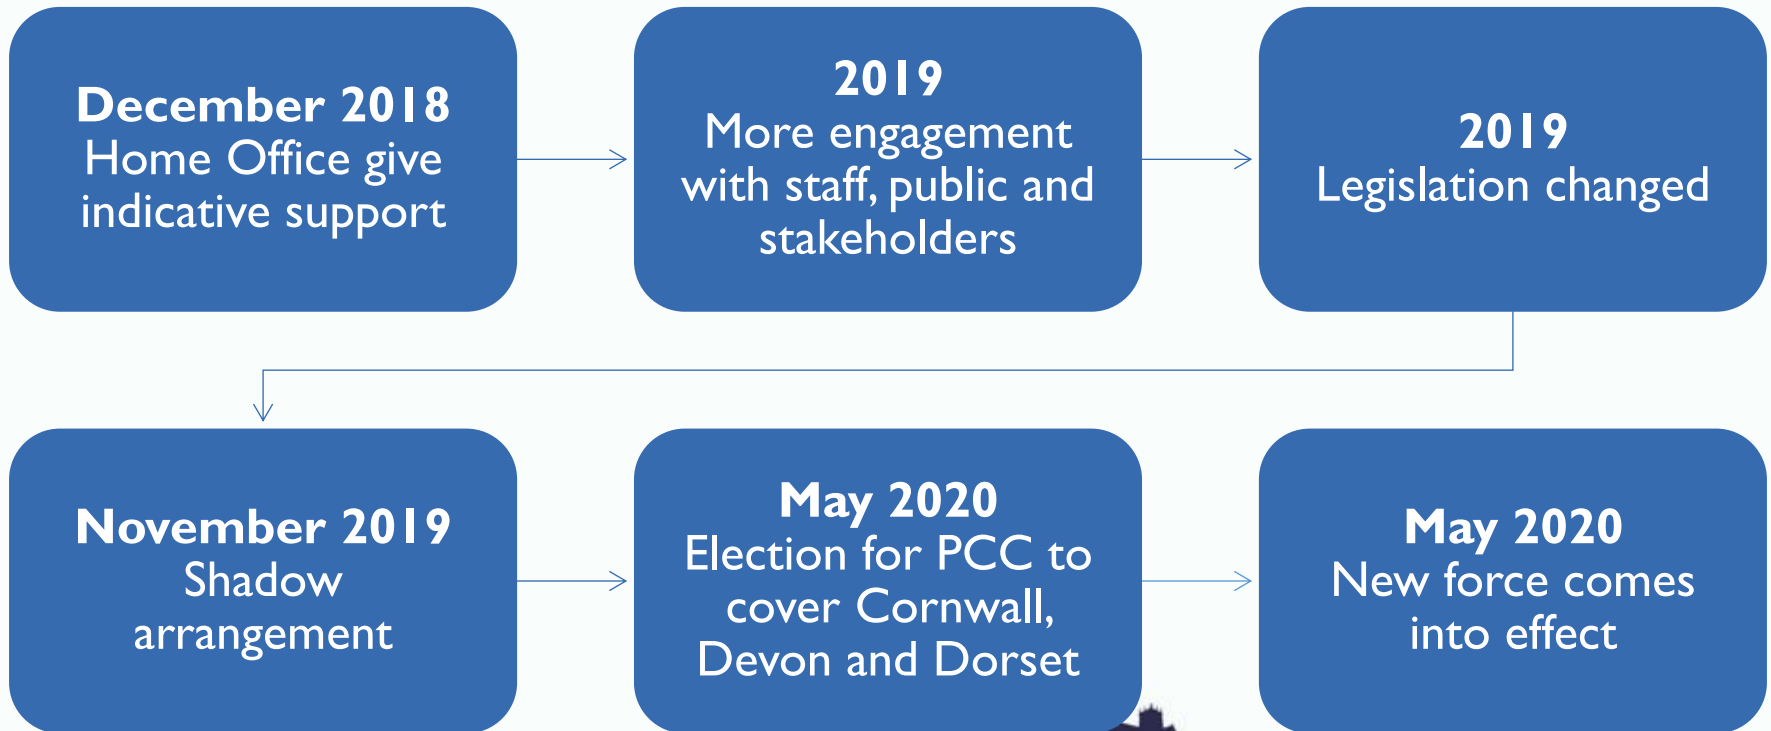 December 2018
Home Office give
indicative support
2019
More engagement
with staff, public and
stakeholders
2019
Legislation changed
November 2019
Shadow
arrangement
May 2020
Election for PCC to
cover Cornwall,
Devon and Dorset
May 2020
New force comes
into effect